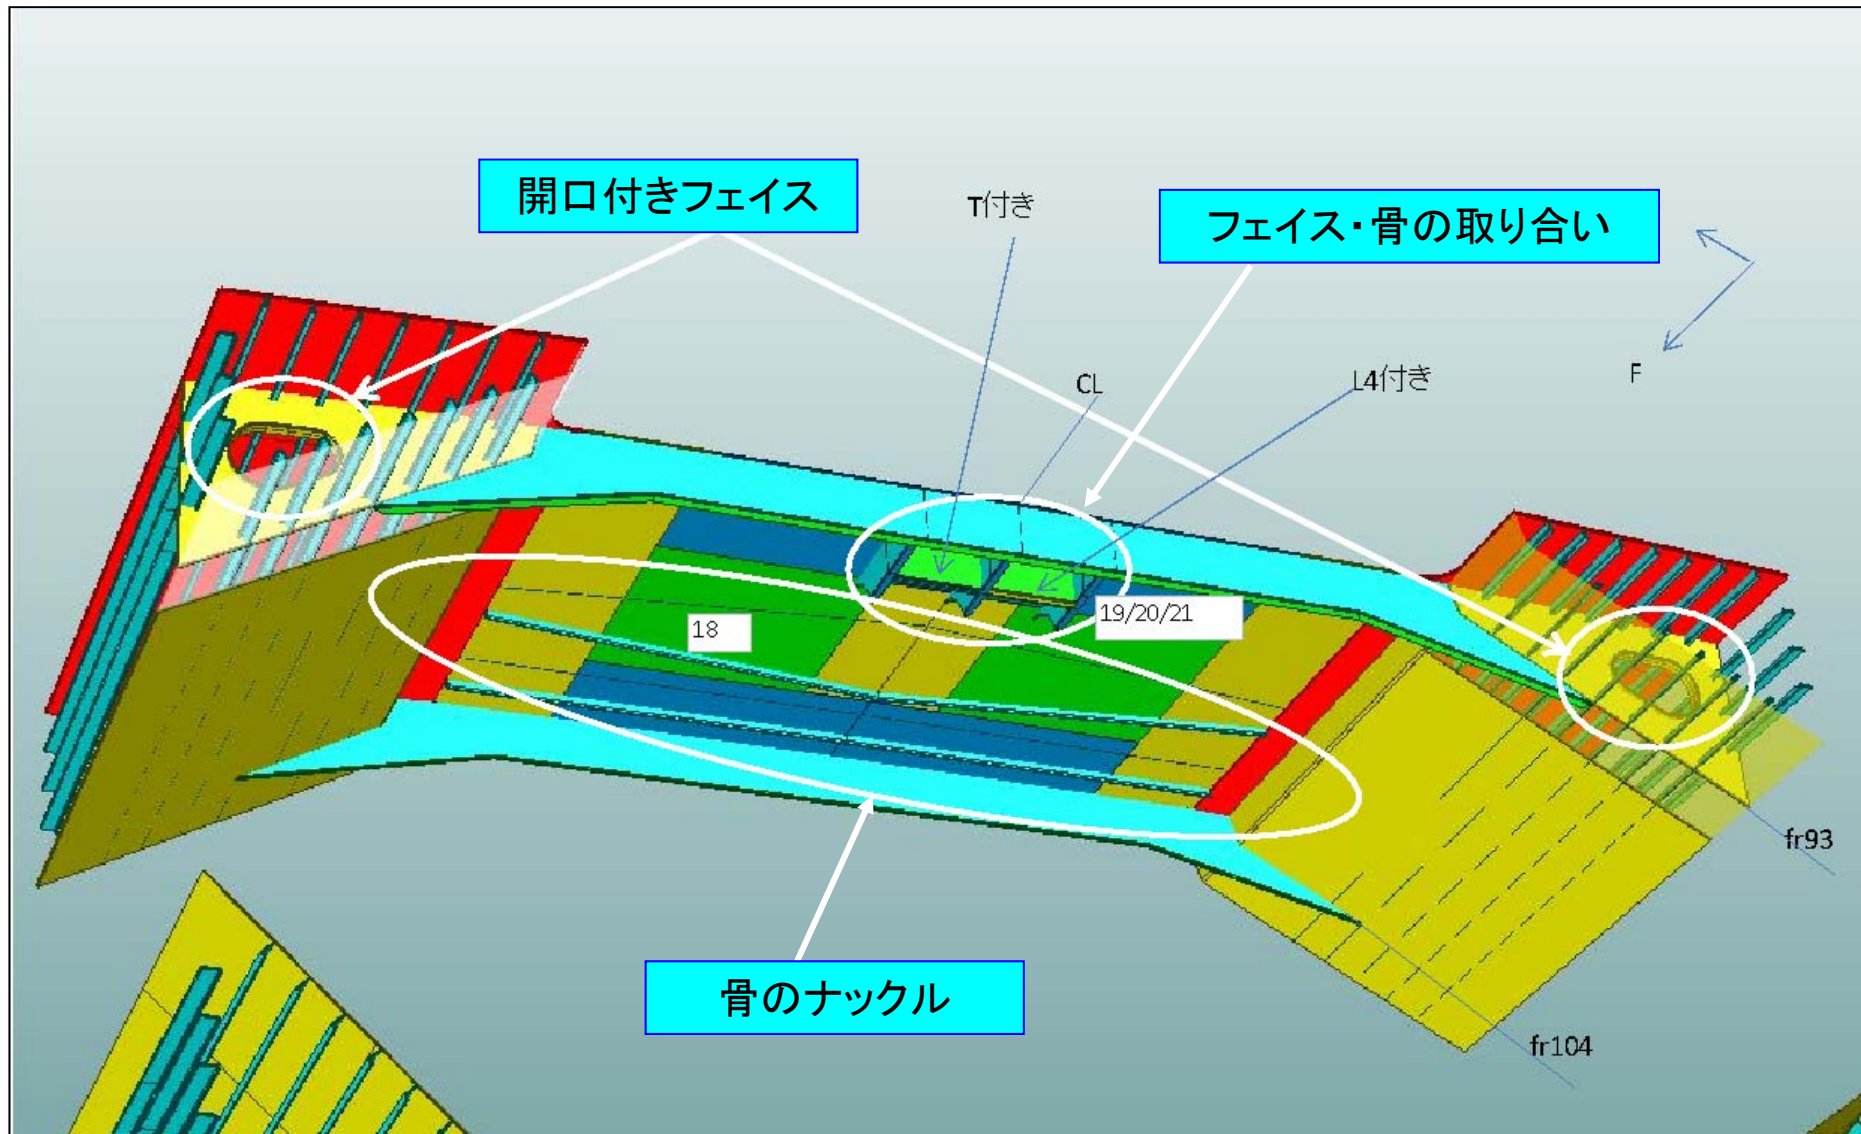 開口付きフェイス
T付き
フェイス・骨の取り合い
CL
L4付き
F
18
19/20/21
fr93
骨のナックル
fr104